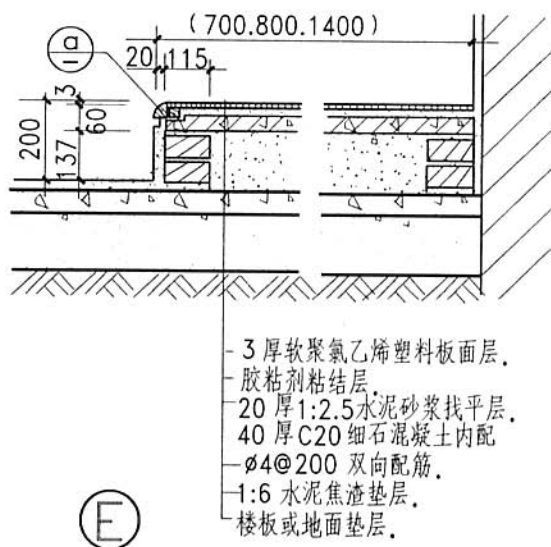 (700.800.1400)
a
1
20 115
3
60
200
137
3 厚软聚氯乙烯塑料板面层.
胶粘剂粘结层.
20 厚1:2.5水泥砂浆找平层.
40 厚C20 细石混凝土内配
ø4@200 双向配筋.
1:6 水泥焦渣垫层.
楼板或地面垫层.
E